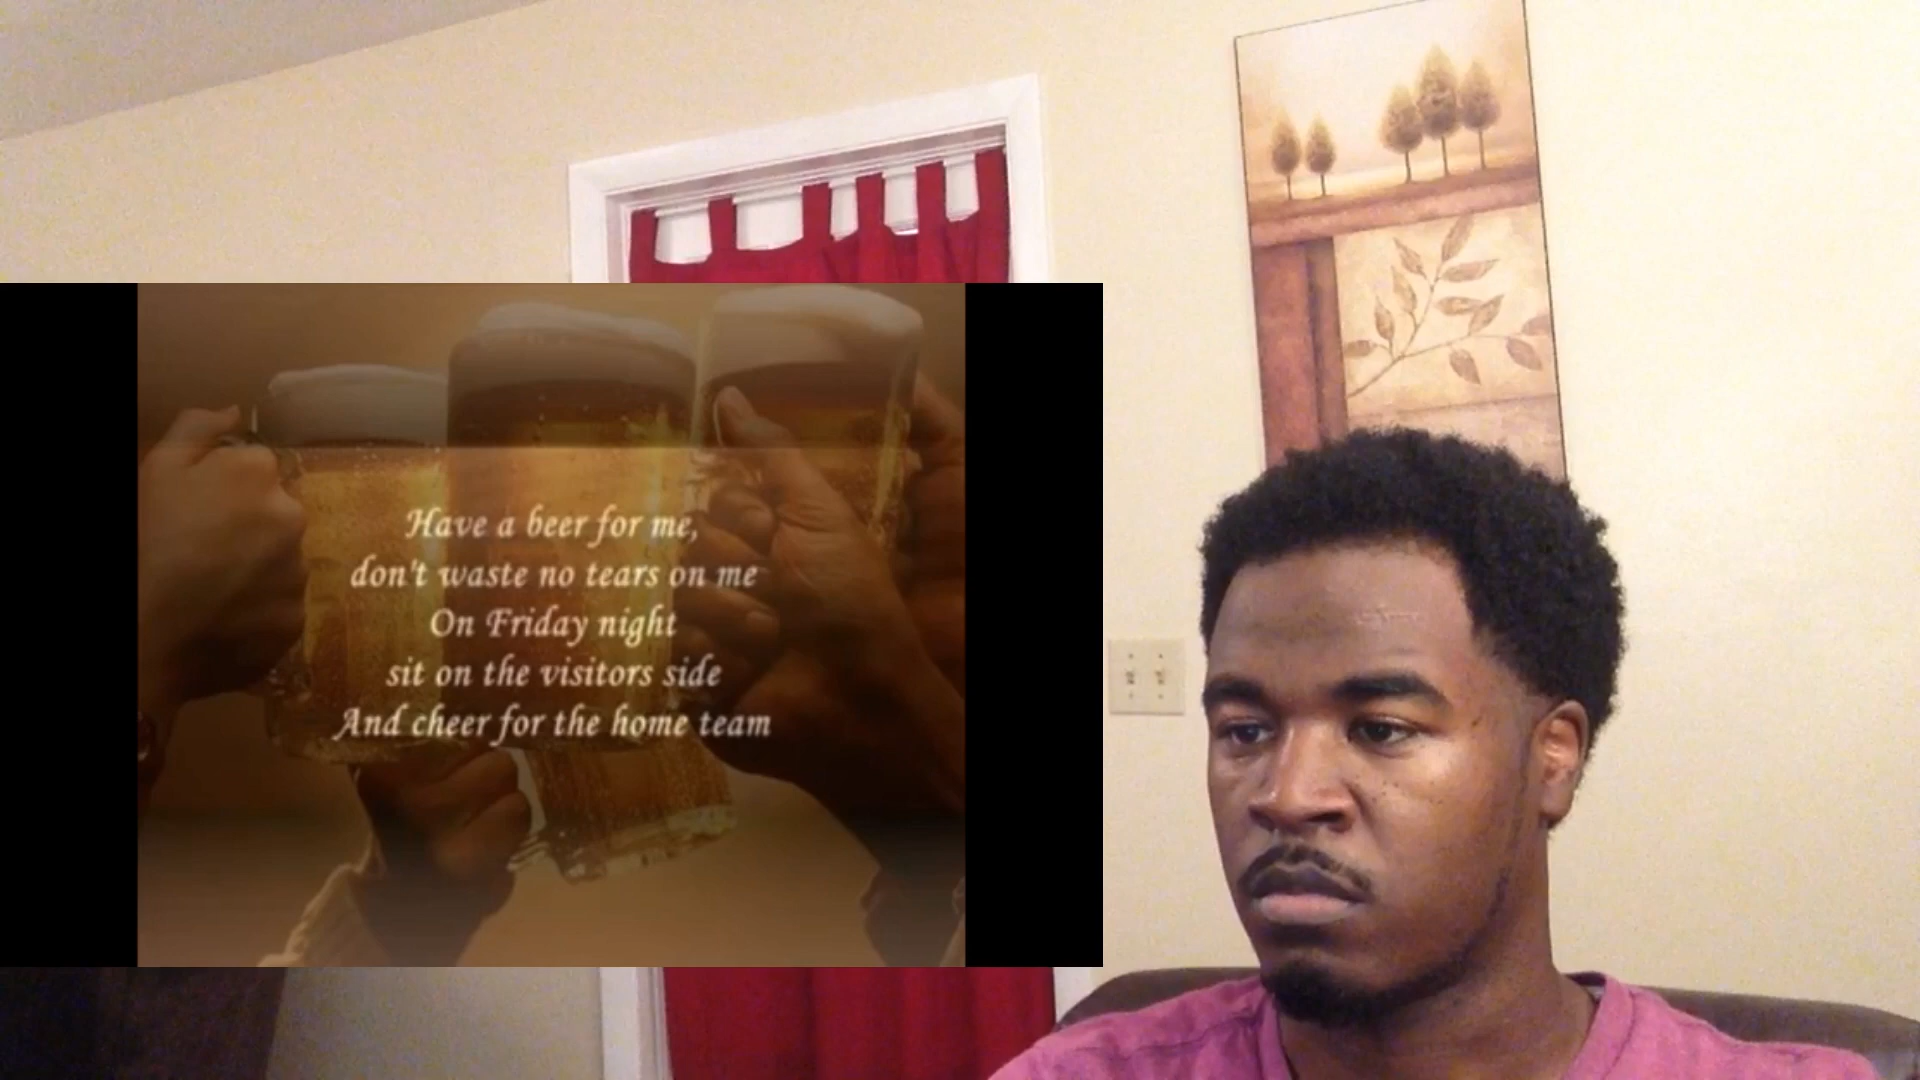 Have a beer for me,
don't waste no tears on me
On Friday night
sit on the visitors side
And cheer for the home team